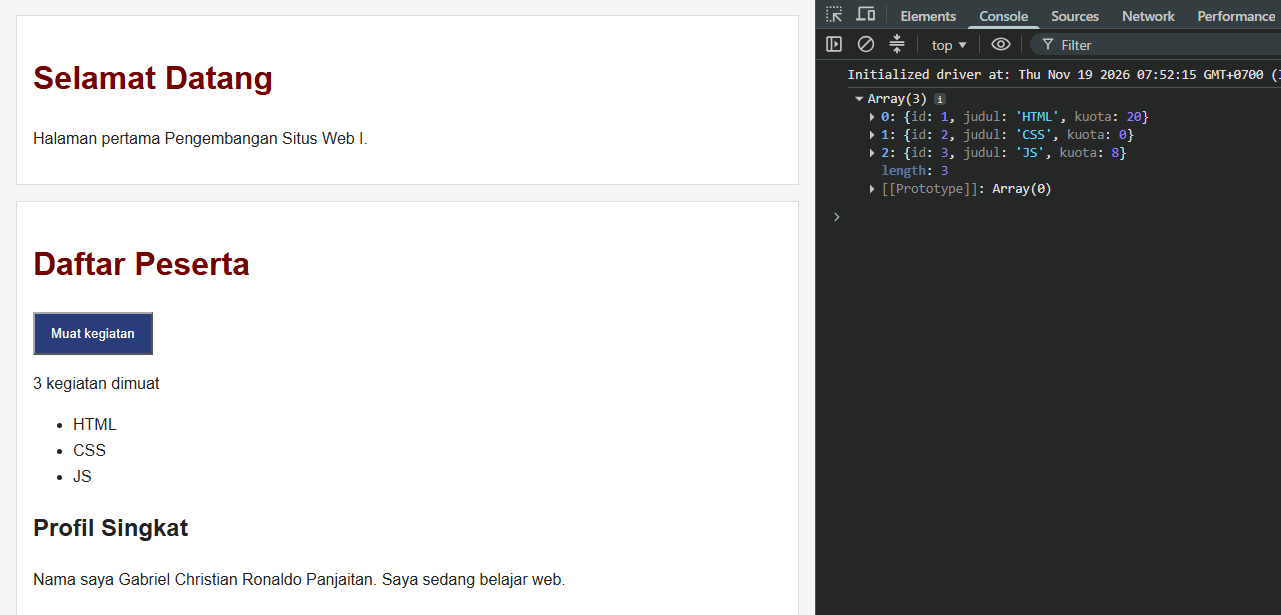 Selamat Datang
Halaman pertama Pengembangan Situs Web I.
Daftar Peserta
Muat kegiatan
3 kegiatan dimuat
HTML
CSS
JS
Profil Singkat
Nama saya Gabriel Christian Ronaldo Panjaitan. Saya sedang belajar web.
Elements Console Sources Network Performance
top Filter
Initialized driver at: Thu Nov 19 2026 07:52:15 GMT+0700 (
Array(3) i
0: {id: 1, judul: 'HTML', kuota: 20}
1: {id: 2, judul: 'CSS', kuota: 0}
2: {id: 3, judul: 'JS', kuota: 8}
length: 3
[[Prototype]]: Array(0)